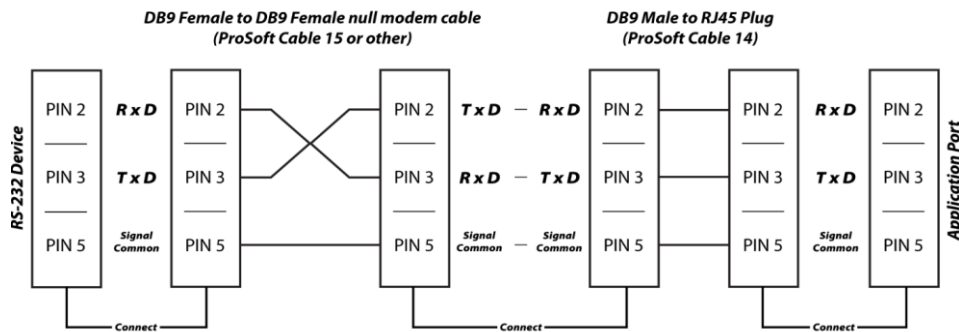 DB9 Female to DB9 Female null modem cable
(ProSoft Cable 15 or other)
DB9 Male to RJ45 Plug
(ProSoft Cable 14)
RS-232 Device
PIN 2 RxD PIN 2 PIN 2 TxD — RxD PIN 2 PIN 2 RxD PIN 2
PIN 3 TxD PIN 3 PIN 3 RxD — TxD PIN 3 PIN 3 TxD PIN 3
PIN 5 Signal Common PIN 5 PIN 5 Signal Common — Signal Common PIN 5 PIN 5 Signal Common PIN 5
Application Port
Connect Connect Connect